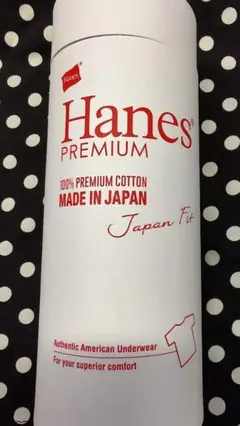 Hanes
Hanes®
PREMIUM
100% PREMIUM COTTON
MADE IN JAPAN
Japan Fit
Authentic American Underwear
For your superior comfort